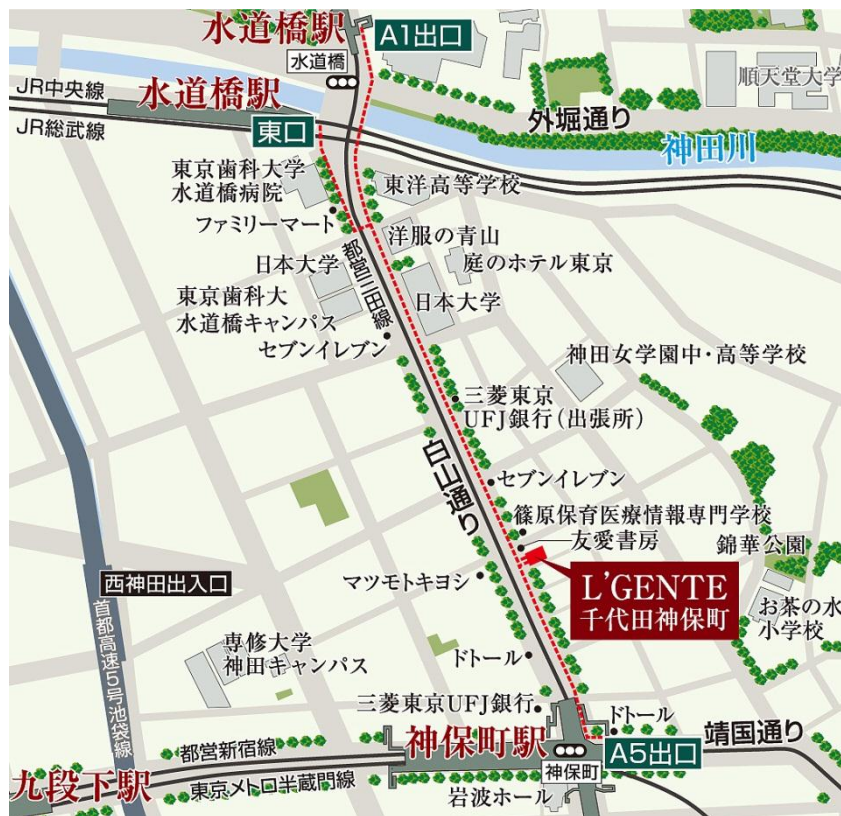 水道橋駅
A1出口
水道橋
順天堂大学
JR中央線
水道橋駅
外堀通り
JR総武線
東口
神田川
東京歯科大学
水道橋病院
東洋高等学校
ファミリーマート
洋服の青山
日本大学
都営三田線
庭のホテル東京
東京歯科大
水道橋キャンパス
日本大学
セブンイレブン
神田女学園中・高等学校
三菱東京
UFJ銀行(出張所)
白山通り
セブンイレブン
篠原保育医療情報専門学校
友愛書房
錦華公園
西神田出入口
マツモトキヨシ
L'GENTE
千代田神保町
お茶の水
小学校
首都高速5号池袋線
専修大学
神田キャンパス
ドトール
三菱東京UFJ銀行
ドトール
靖国通り
都営新宿線
神保町駅
A5出口
九段下駅
東京メトロ半蔵門線
神保町
岩波ホール